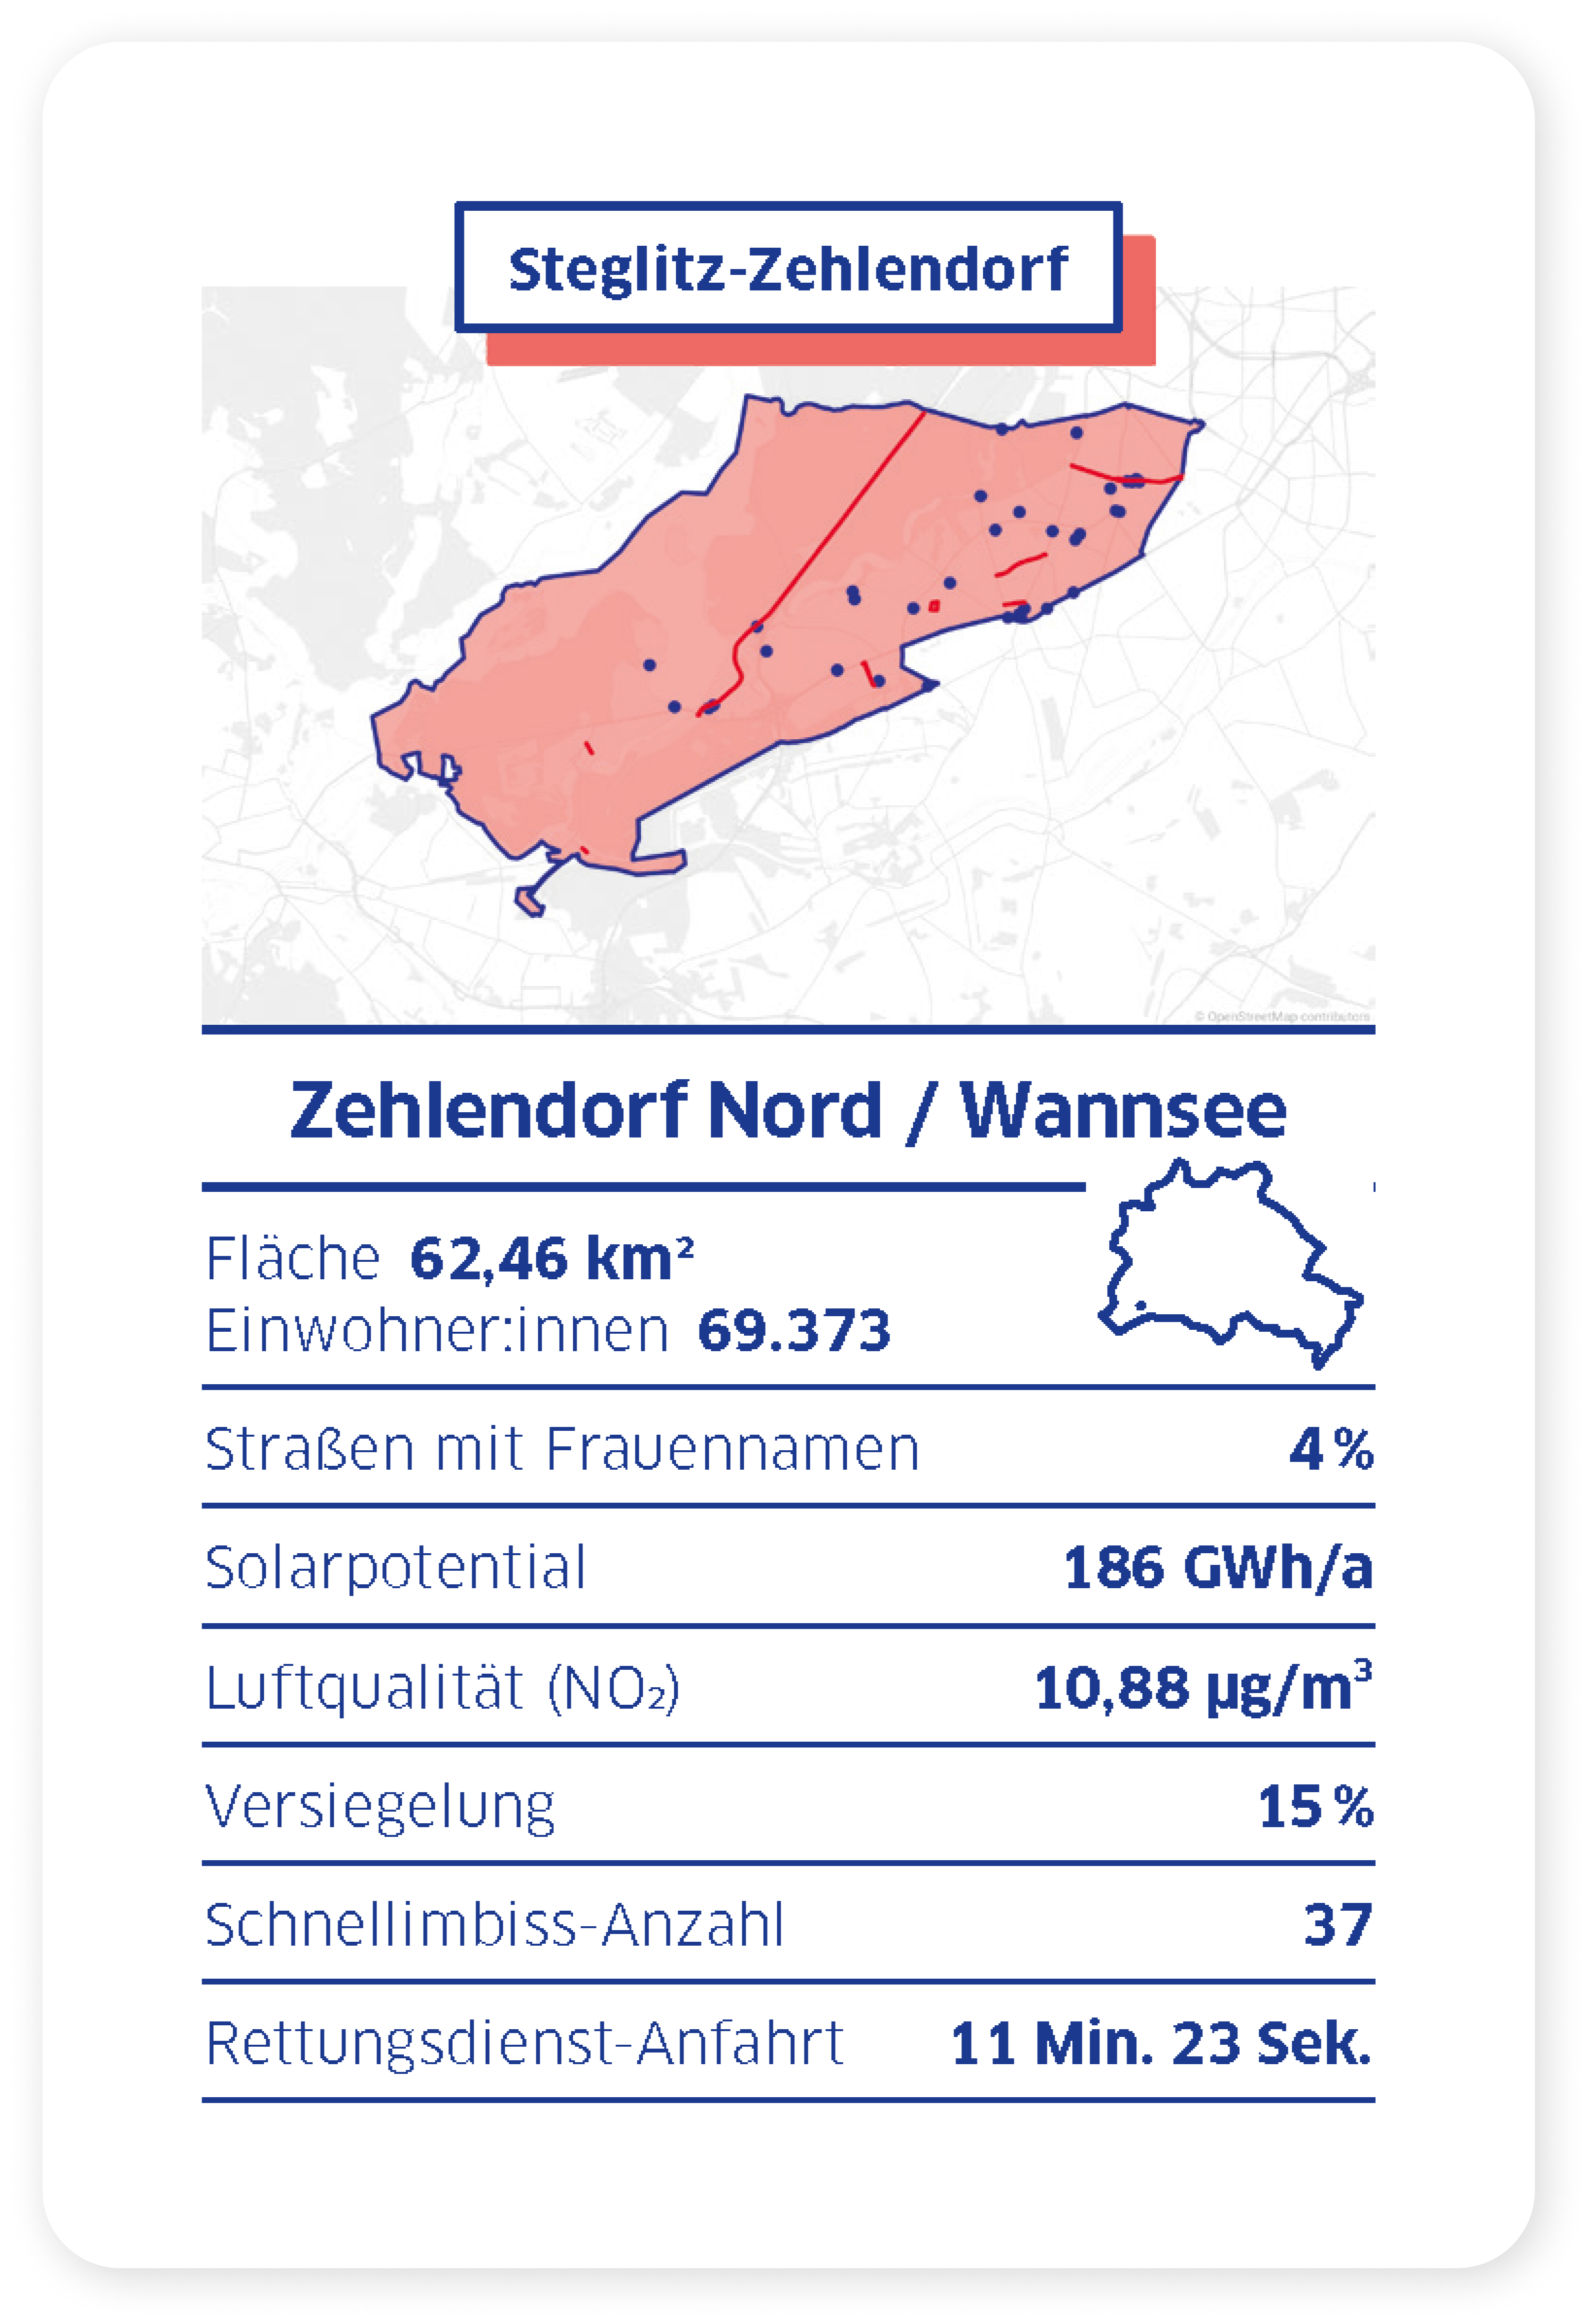 Steglitz-Zehlendorf
© OpenStreetMap contributors
Zehlendorf Nord / Wannsee
Fläche 62,46 km²
Einwohner:innen 69.373
Straßen mit Frauennamen 4 %
Solarpotential 186 GWh/a
Luftqualität (NO₂) 10,88 µg/m³
Versiegelung 15 %
Schnellimbiss-Anzahl 37
Rettungsdienst-Anfahrt 11 Min. 23 Sek.